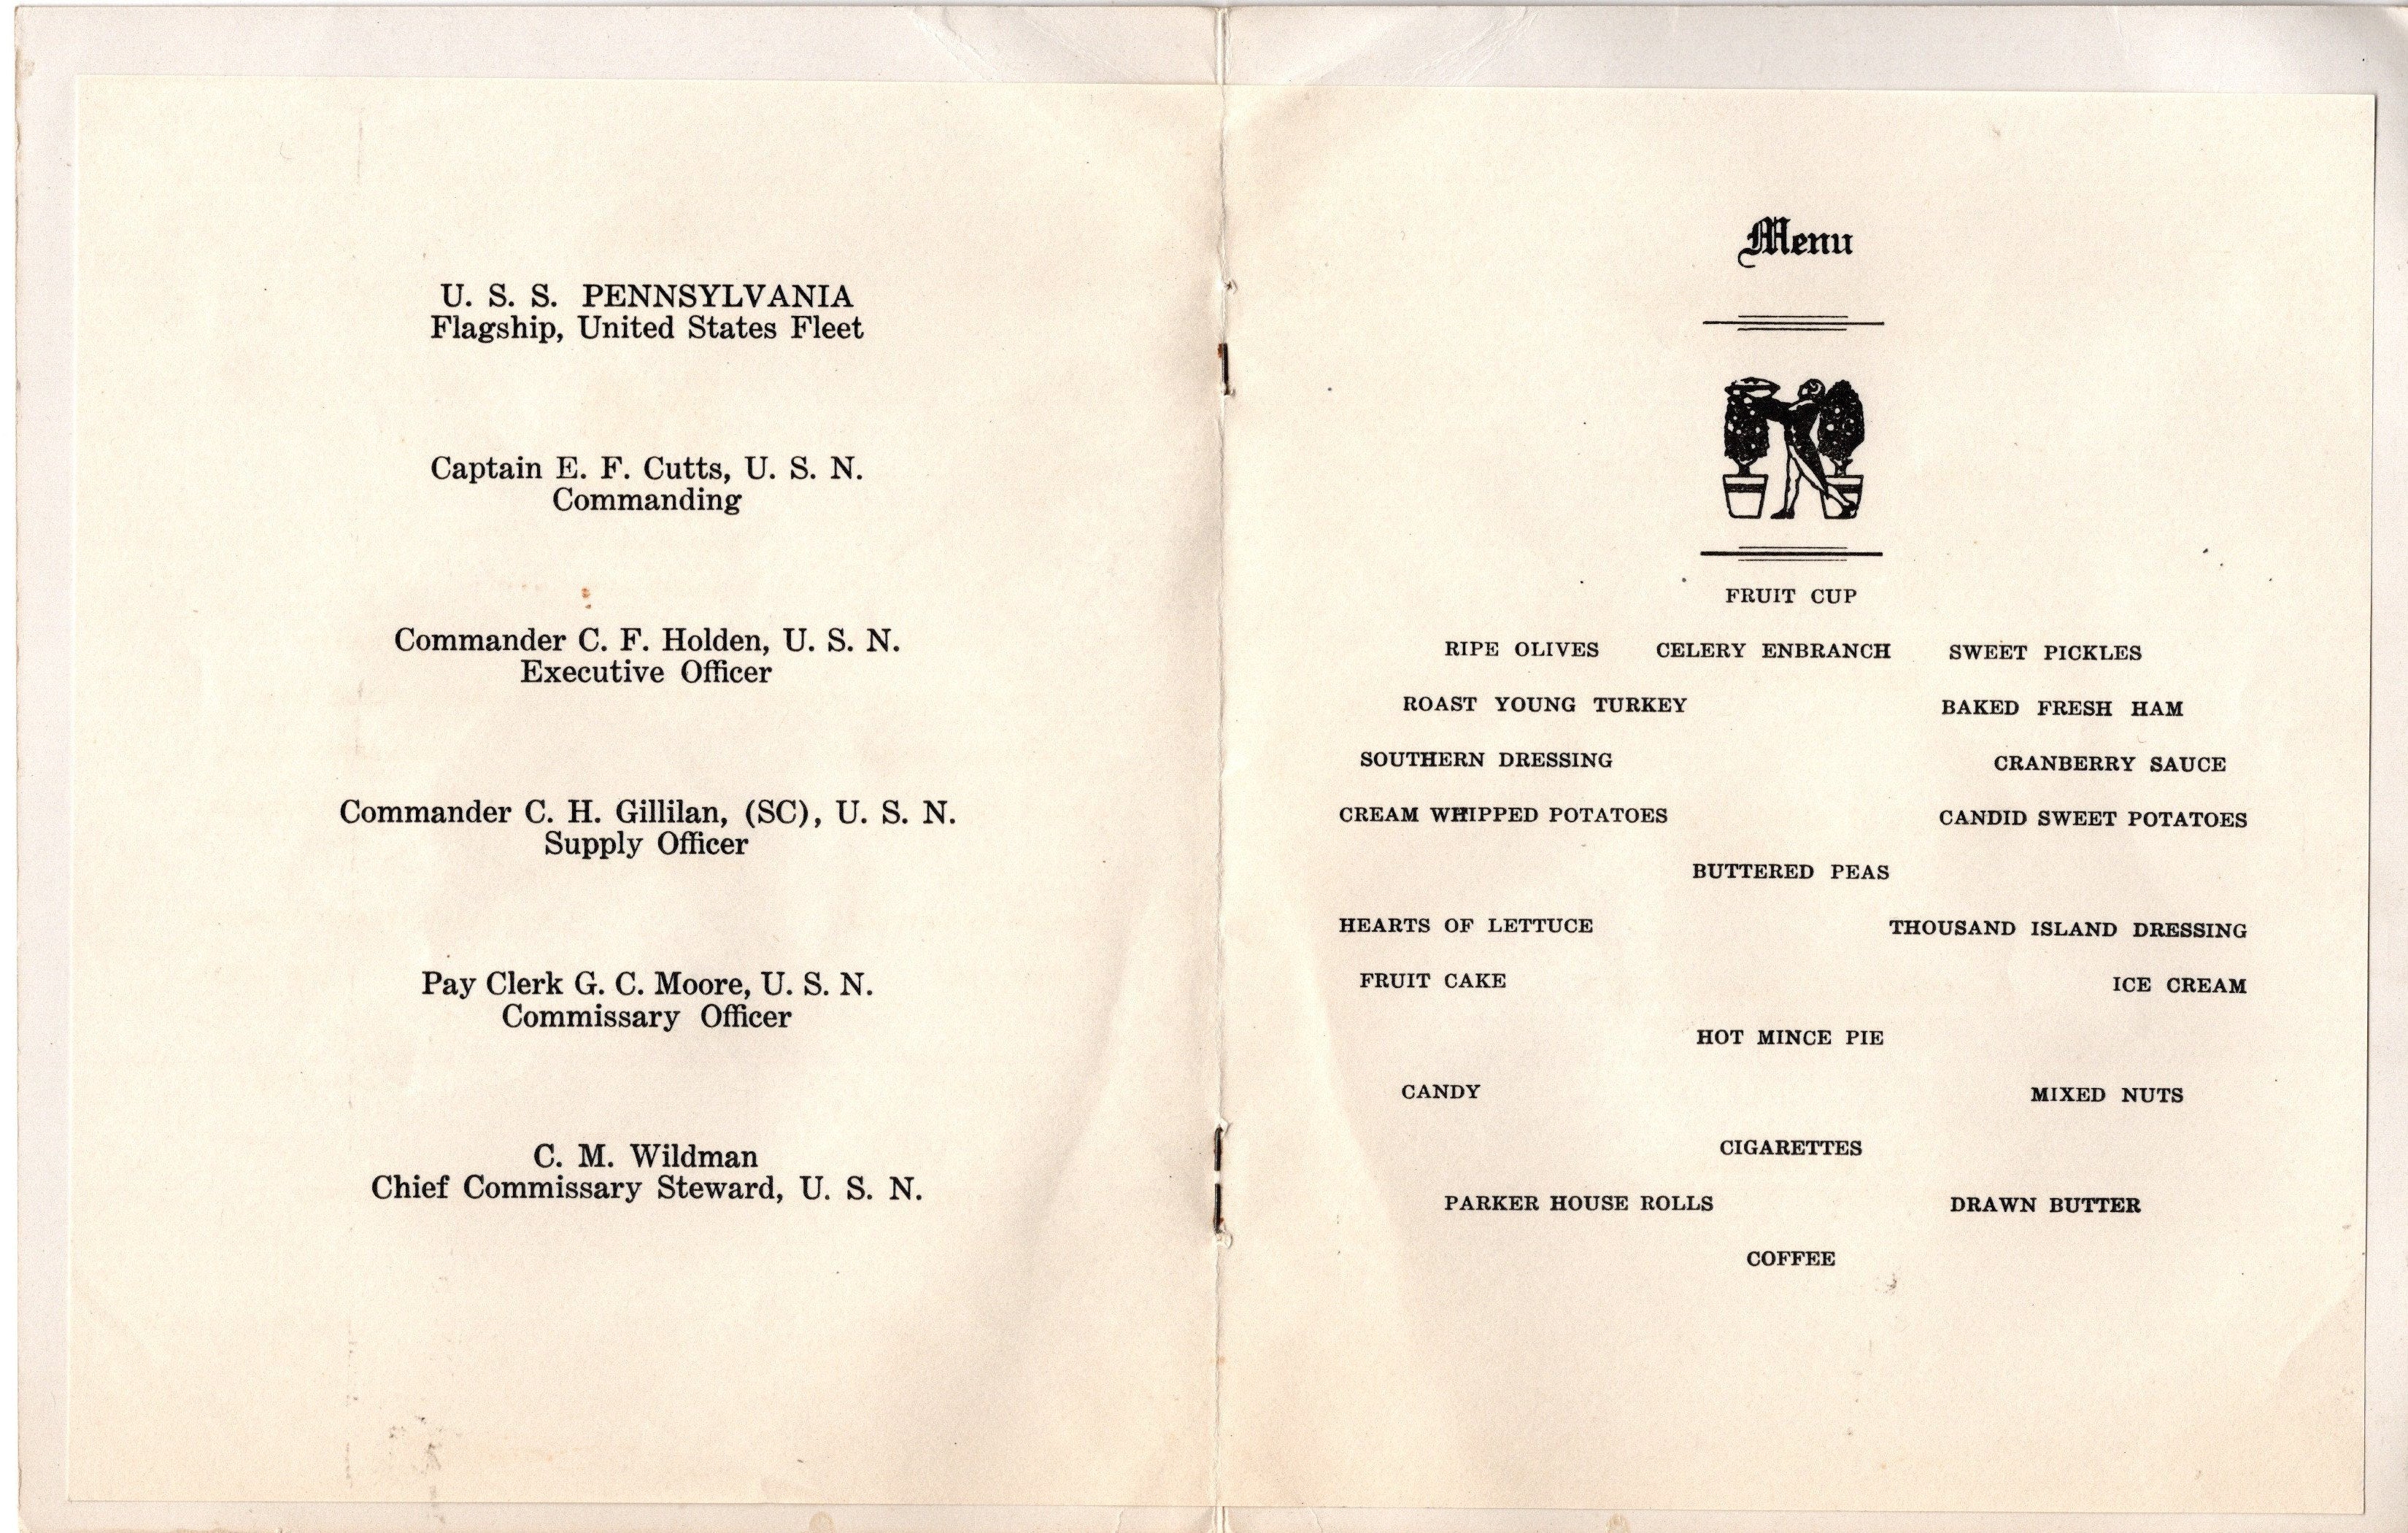 U. S. S. PENNSYLVANIA
Flagship, United States Fleet
Captain E. F. Cutts, U. S. N.
Commanding
Commander C. F. Holden, U. S. N.
Executive Officer
Commander C. H. Gillilan, (SC), U. S. N.
Supply Officer
Pay Clerk G. C. Moore, U. S. N.
Commissary Officer
C. M. Wildman
Chief Commissary Steward, U. S. N.
Menu
FRUIT CUP
RIPE OLIVES CELERY ENBRANCH SWEET PICKLES
ROAST YOUNG TURKEY BAKED FRESH HAM
SOUTHERN DRESSING CRANBERRY SAUCE
CREAM WHIPPED POTATOES CANDID SWEET POTATOES
BUTTERED PEAS
HEARTS OF LETTUCE THOUSAND ISLAND DRESSING
FRUIT CAKE ICE CREAM
HOT MINCE PIE
CANDY MIXED NUTS
CIGARETTES
PARKER HOUSE ROLLS DRAWN BUTTER
COFFEE